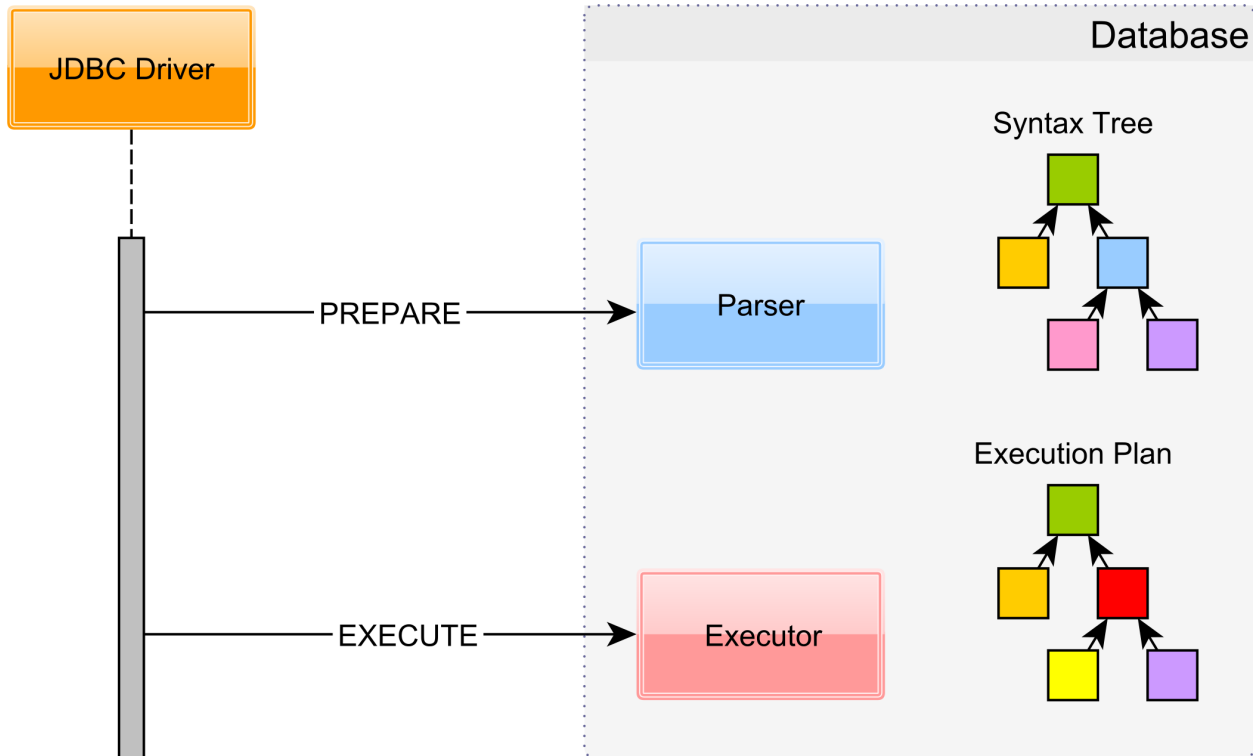 JDBC Driver
Database
Syntax Tree
PREPARE
Parser
Execution Plan
EXECUTE
Executor